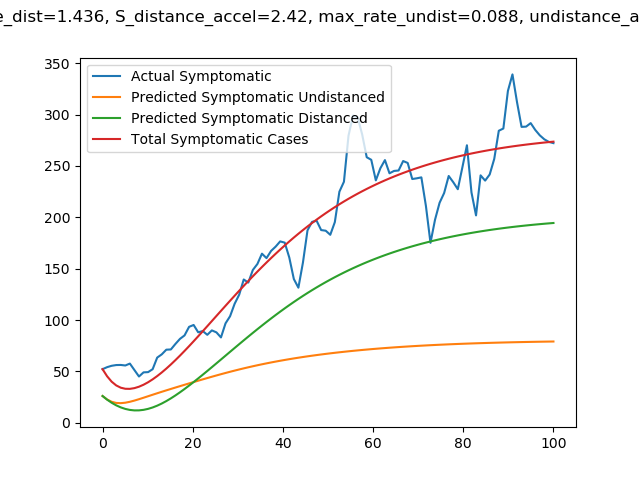 e_dist=1.436, S_distance_accel=2.42, max_rate_undist=0.088, undistance_a
350
300
250
200
150
100
50
0
Actual Symptomatic
Predicted Symptomatic Undistanced
Predicted Symptomatic Distanced
Total Symptomatic Cases
0 20 40 60 80 100